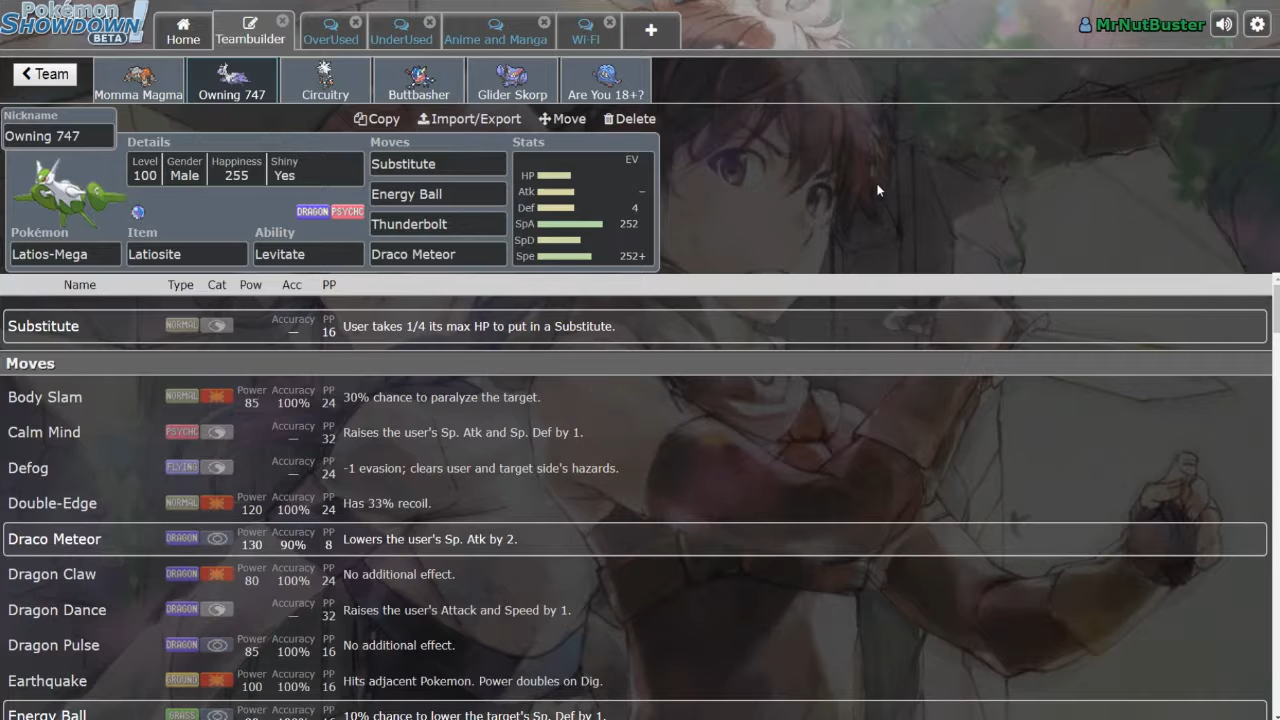 Pokémon
SHOWDOWN!
BETA
Home
Teambuilder
OverUsed
UnderUsed
Anime and Manga
Wi-Fi
MrNutBuster
Team
Momma Magma
Owning 747
Circuitry
Buttbasher
Glider Skorp
Are You 18+?
Copy
Import/Export
Move
Delete
Nickname
Owning 747
Details
Level
100
Gender
Male
Happiness
255
Shiny
Yes
DRAGON
PSYCHC
Pokémon
Latios-Mega
Item
Latiosite
Ability
Levitate
Moves
Substitute
Energy Ball
Thunderbolt
Draco Meteor
Stats
EV
HP
Atk –
Def 4
SpA 252
SpD
Spe 252+
Name Type Cat Pow Acc PP
Substitute NORMAL Accuracy — PP 16 User takes 1/4 its max HP to put in a Substitute.
Moves
Body Slam NORMAL Power 85 Accuracy 100% PP 24 30% chance to paralyze the target.
Calm Mind PSYCHC Accuracy — PP 32 Raises the user's Sp. Atk and Sp. Def by 1.
Defog FLYING Accuracy — PP 24 -1 evasion; clears user and target side's hazards.
Double-Edge NORMAL Power 120 Accuracy 100% PP 24 Has 33% recoil.
Draco Meteor DRAGON Power 130 Accuracy 90% PP 8 Lowers the user's Sp. Atk by 2.
Dragon Claw DRAGON Power 80 Accuracy 100% PP 24 No additional effect.
Dragon Dance DRAGON Accuracy — PP 32 Raises the user's Attack and Speed by 1.
Dragon Pulse DRAGON Power 85 Accuracy 100% PP 16 No additional effect.
Earthquake GROUND Power 100 Accuracy 100% PP 16 Hits adjacent Pokemon. Power doubles on Dig.
Energy Ball GRASS Power Accuracy PP 10% chance to lower the target's Sp. Def by 1.